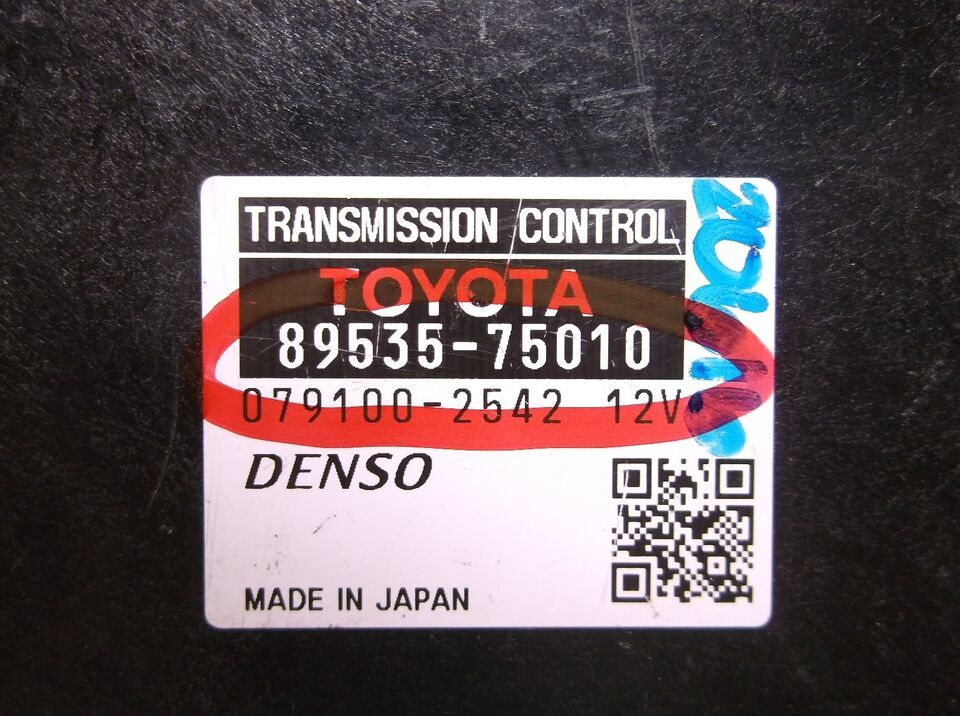 TRANSMISSION CONTROL
TOYOTA
89535-75010
079100-2542 12V
DENSO
MADE IN JAPAN